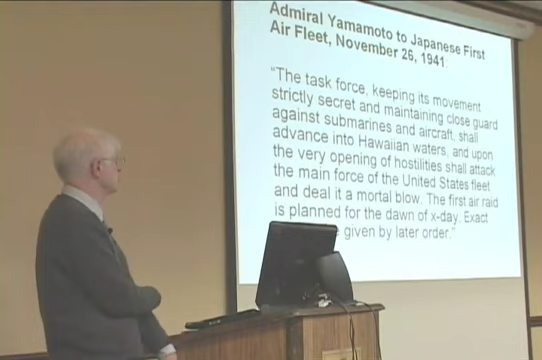 Admiral Yamamoto to Japanese First
Air Fleet, November 26, 1941:
“The task force, keeping its movement
strictly secret and maintaining close guard
against submarines and aircraft, shall
advance into Hawaiian waters, and upon
the very opening of hostilities shall attack
the main force of the United States fleet
and deal it a mortal blow. The first air raid
is planned for the dawn of x-day. Exact
given by later order.”